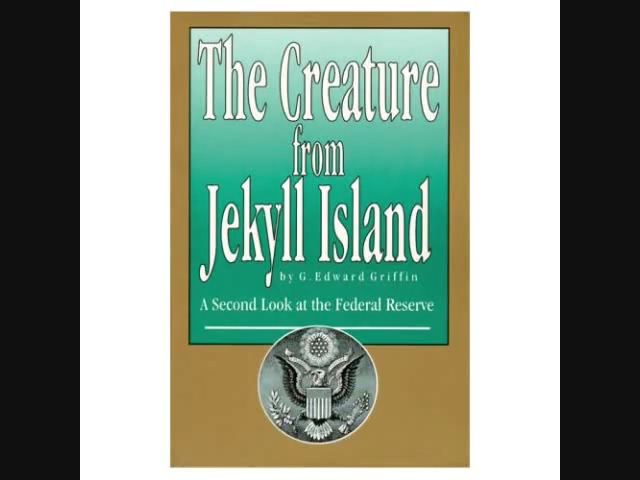 The Creature
from
Jekyll Island
by G. Edward Griffin
A Second Look at the Federal Reserve